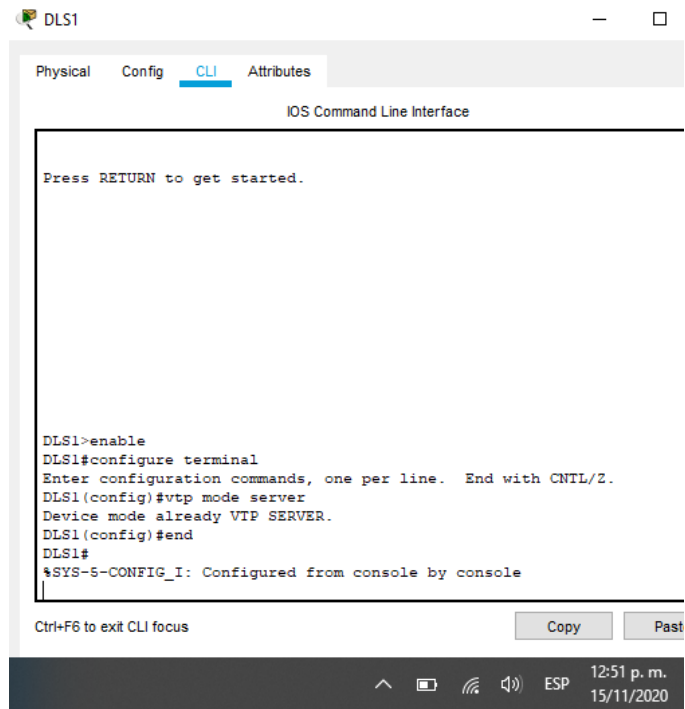 DLS1
Physical Config CLI Attributes
IOS Command Line Interface
Press RETURN to get started.
DLS1>enable
DLS1#configure terminal
Enter configuration commands, one per line.  End with CNTL/Z.
DLS1(config)#vtp mode server
Device mode already VTP SERVER.
DLS1(config)#end
DLS1#
%SYS-5-CONFIG_I: Configured from console by console
Ctrl+F6 to exit CLI focus
Copy Past
ESP
12:51 p. m.
15/11/2020